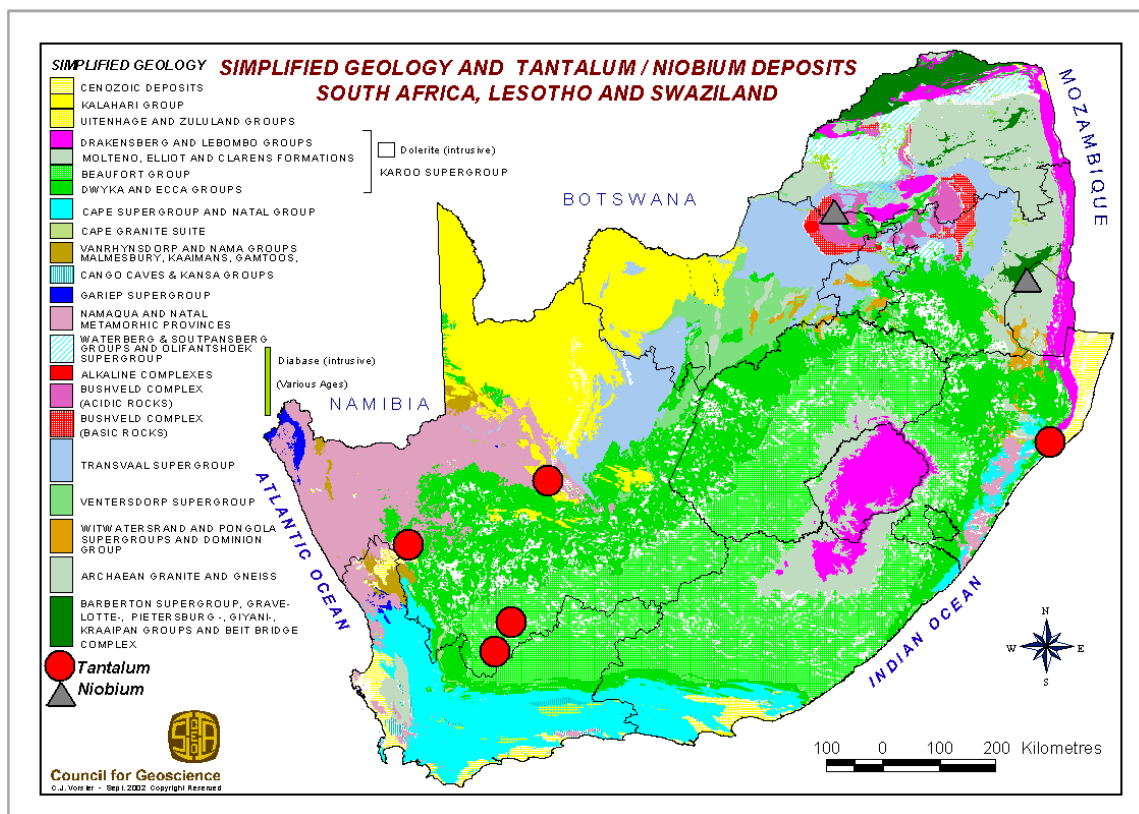 SIMPLIFIED GEOLOGY
SIMPLIFIED GEOLOGY AND TANTALUM / NIOBIUM DEPOSITS
SOUTH AFRICA, LESOTHO AND SWAZILAND
CENOZOIC DEPOSITS
KALAHARI GROUP
UITENHAGE AND ZULULAND GROUPS
DRAKENSBERG AND LEBOMBO GROUPS
MOLTENO, ELLIOT AND CLARENS FORMATIONS
BEAUFORT GROUP
DWYKA AND ECCA GROUPS
Dolerite (intrusive)
KAROO SUPERGROUP
CAPE SUPERGROUP AND NATAL GROUP
CAPE GRANITE SUITE
VANRHYNSDORP AND NAMA GROUPS
MALMESBURY, KAAIMANS, GAMTOOS,
CANGO CAVES & KANSA GROUPS
GARIEP SUPERGROUP
NAMAQUA AND NATAL
METAMORHIC PROVINCES
WATERBERG & SOUTPANSBERG
GROUPS AND OLIFANTSHOEK
SUPERGROUP
Diabase (intrusive)
(Various Ages)
ALKALINE COMPLEXES
BUSHVELD COMPLEX
(ACIDIC ROCKS)
BUSHVELD COMPLEX
(BASIC ROCKS)
TRANSVAAL SUPERGROUP
VENTERSDORP SUPERGROUP
WITWATERSRAND AND PONGOLA
SUPERGROUPS AND DOMINION
GROUP
ARCHAEAN GRANITE AND GNEISS
BARBERTON SUPERGROUP, GRAVE-
LOTTE-, PIETERSBURG -, GIYANI-,
KRAAIPAN GROUPS AND BEIT BRIDGE
COMPLEX
Tantalum
Niobium
BOTSWANA
MOZAMBIQUE
NAMIBIA
ATLANTIC OCEAN
INDIAN OCEAN
N
W
E
S
100 0 100 200 Kilometres
Council for Geoscience
C.J. Vorster - Sept. 2002 Copyright Reserved